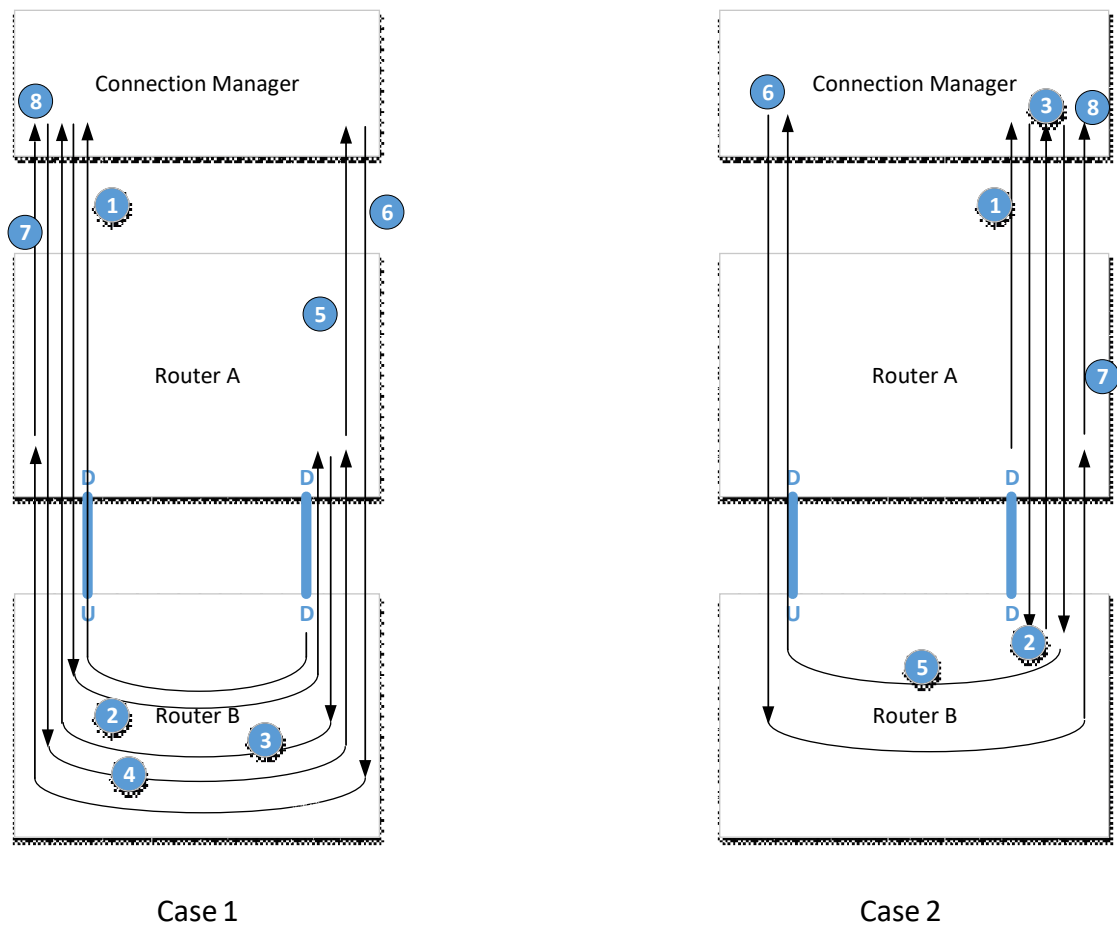 Connection Manager
8
1
6
7
5
Router A
D
D
U
D
2
Router B
3
4
Case 1
Connection Manager
6
3
8
1
Router A
7
D
D
U
D
2
5
Router B
Case 2